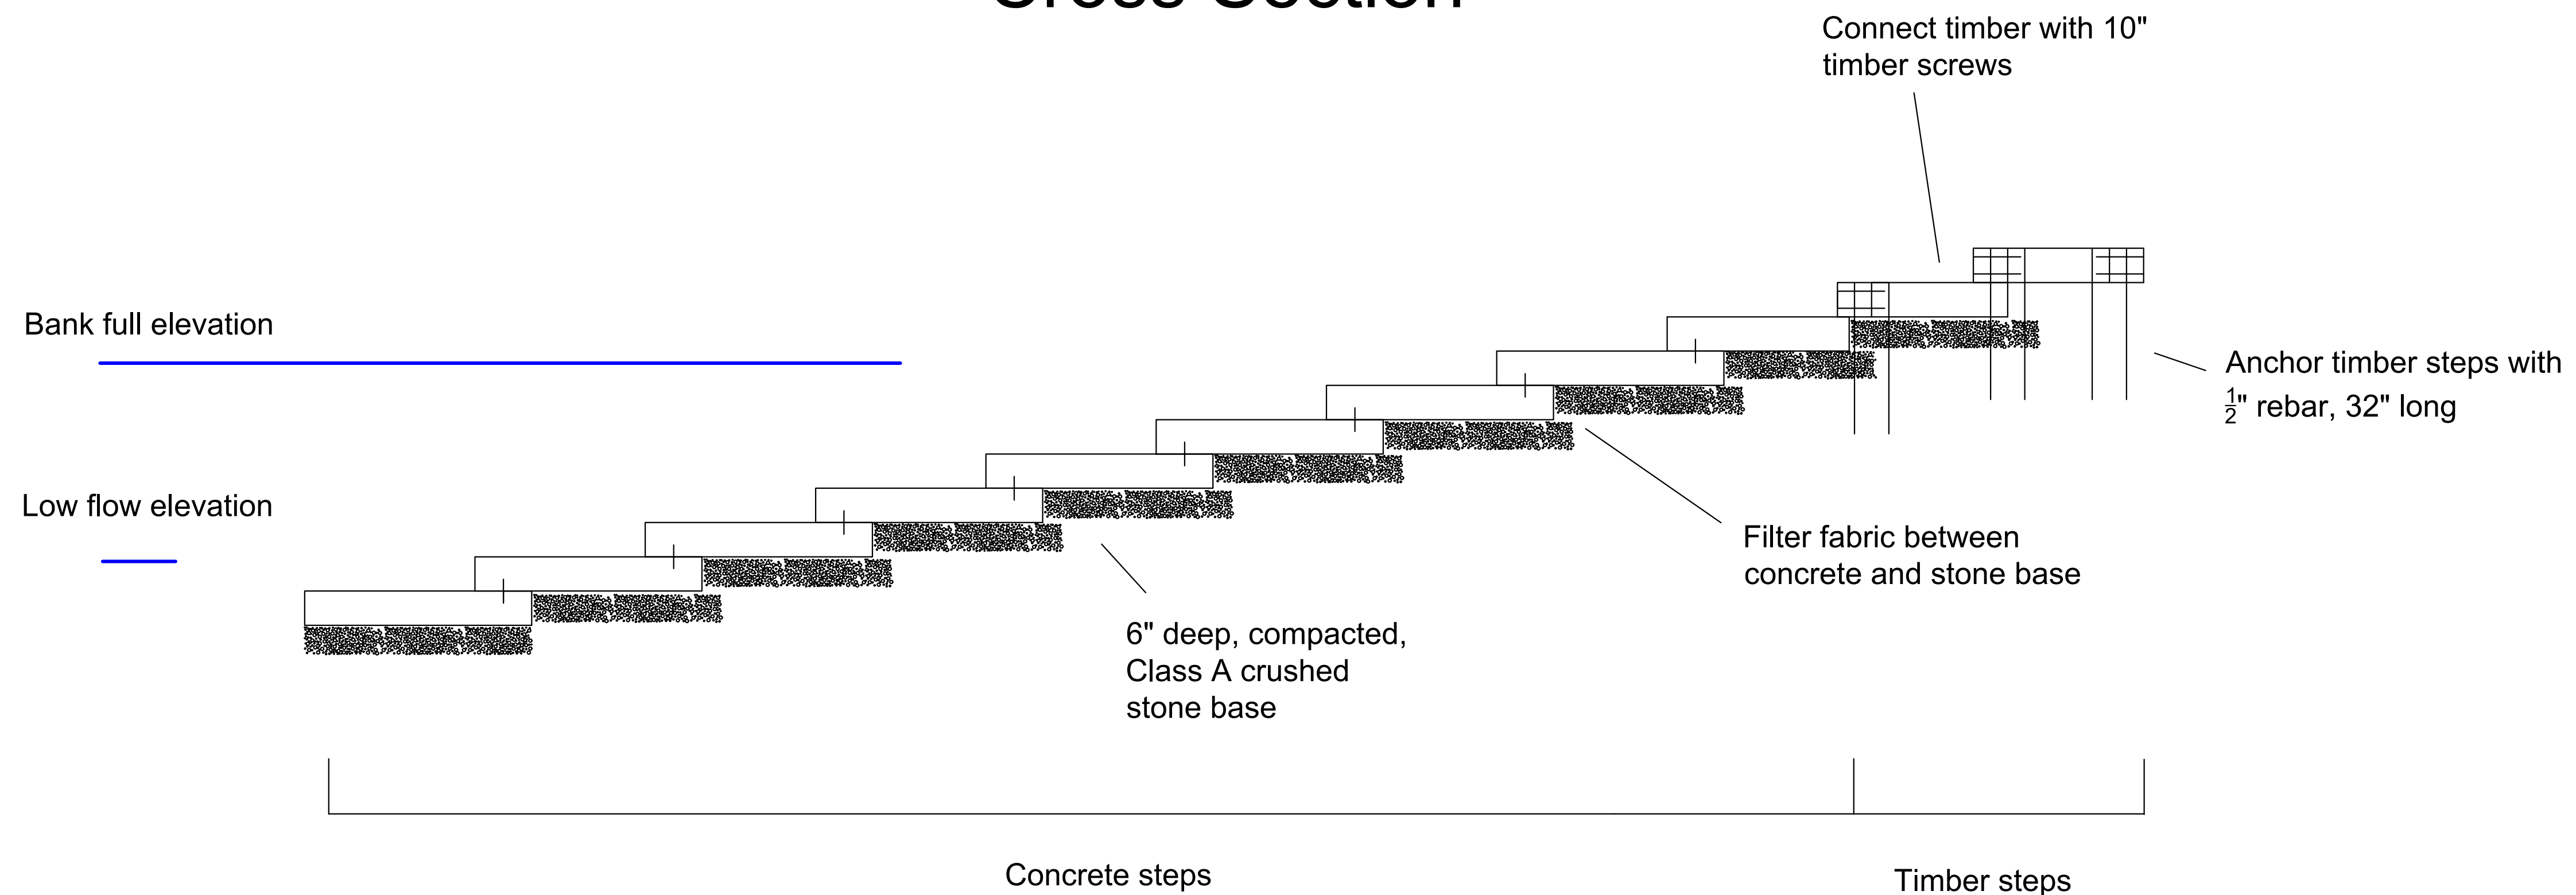 Cross Section
Connect timber with 10"
timber screws
Bank full elevation
Anchor timber steps with
½" rebar, 32" long
Low flow elevation
Filter fabric between
concrete and stone base
6" deep, compacted,
Class A crushed
stone base
Concrete steps
Timber steps